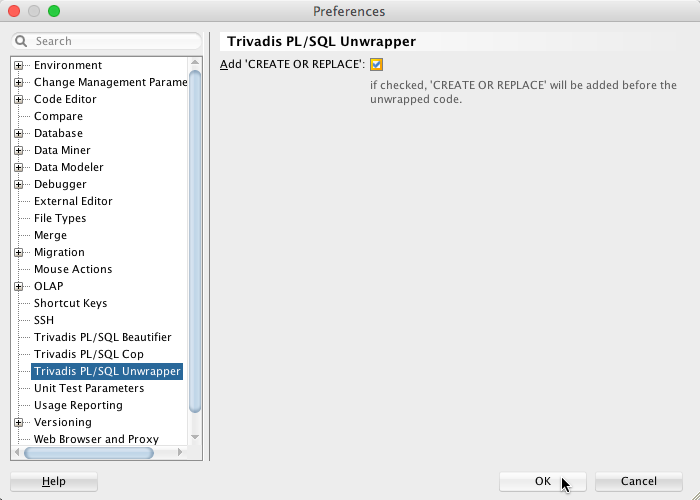 Preferences
Search
Trivadis PL/SQL Unwrapper
Add 'CREATE OR REPLACE':
if checked, 'CREATE OR REPLACE' will be added before the
unwrapped code.
Environment
Change Management Parame
Code Editor
Compare
Database
Data Miner
Data Modeler
Debugger
External Editor
File Types
Merge
Migration
Mouse Actions
OLAP
Shortcut Keys
SSH
Trivadis PL/SQL Beautifier
Trivadis PL/SQL Cop
Trivadis PL/SQL Unwrapper
Unit Test Parameters
Usage Reporting
Versioning
Web Browser and Proxy
Help
OK
Cancel